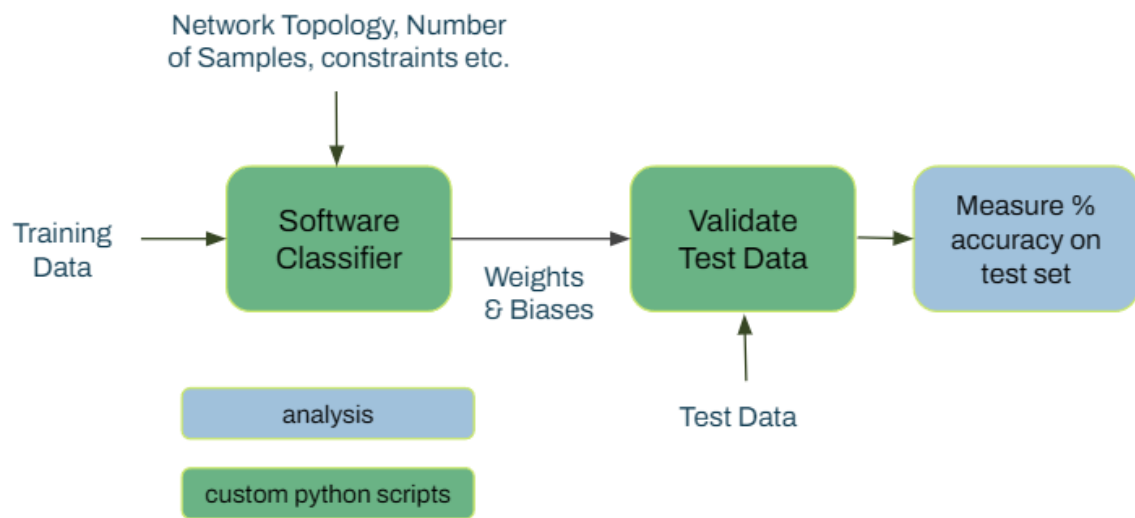 Network Topology, Number
of Samples, constraints etc.
Training
Data
Software
Classifier
Weights
& Biases
Validate
Test Data
Measure %
accuracy on
test set
Test Data
analysis
custom python scripts